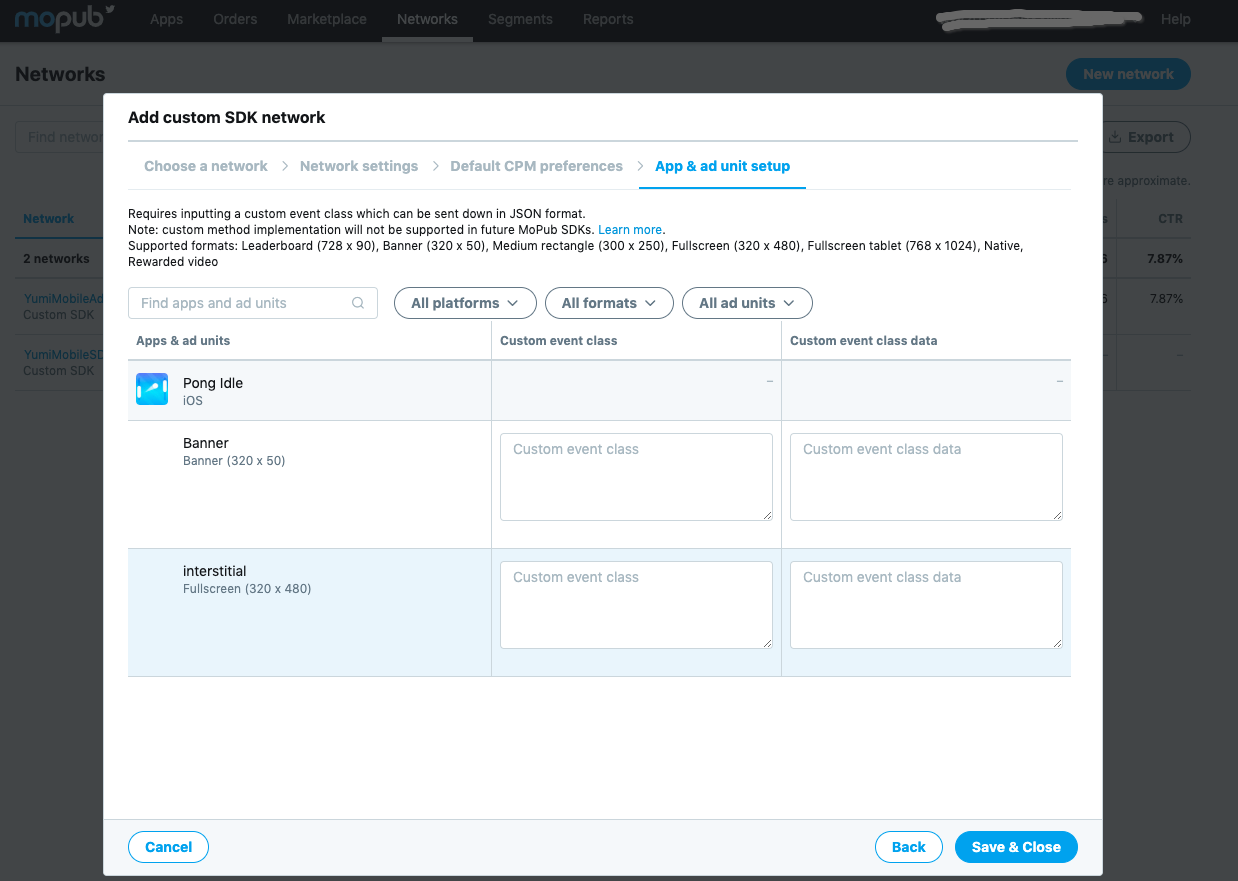 mopub Apps Orders Marketplace Networks Segments Reports Help
Networks New network
Find networ Export
re approximate.
Add custom SDK network
Choose a network > Network settings > Default CPM preferences > App & ad unit setup
Requires inputting a custom event class which can be sent down in JSON format.
Note: custom method implementation will not be supported in future MoPub SDKs. Learn more.
Supported formats: Leaderboard (728 x 90), Banner (320 x 50), Medium rectangle (300 x 250), Fullscreen (320 x 480), Fullscreen tablet (768 x 1024), Native,
Rewarded video
Find apps and ad units All platforms All formats All ad units
Apps & ad units Custom event class Custom event class data
Pong Idle – –
iOS
Banner Custom event class Custom event class data
Banner (320 x 50)
interstitial Custom event class Custom event class data
Fullscreen (320 x 480)
Cancel Back Save & Close
Network s CTR
2 networks 6 7.87%
YumiMobileAd 6 7.87%
Custom SDK
YumiMobileSD – –
Custom SDK